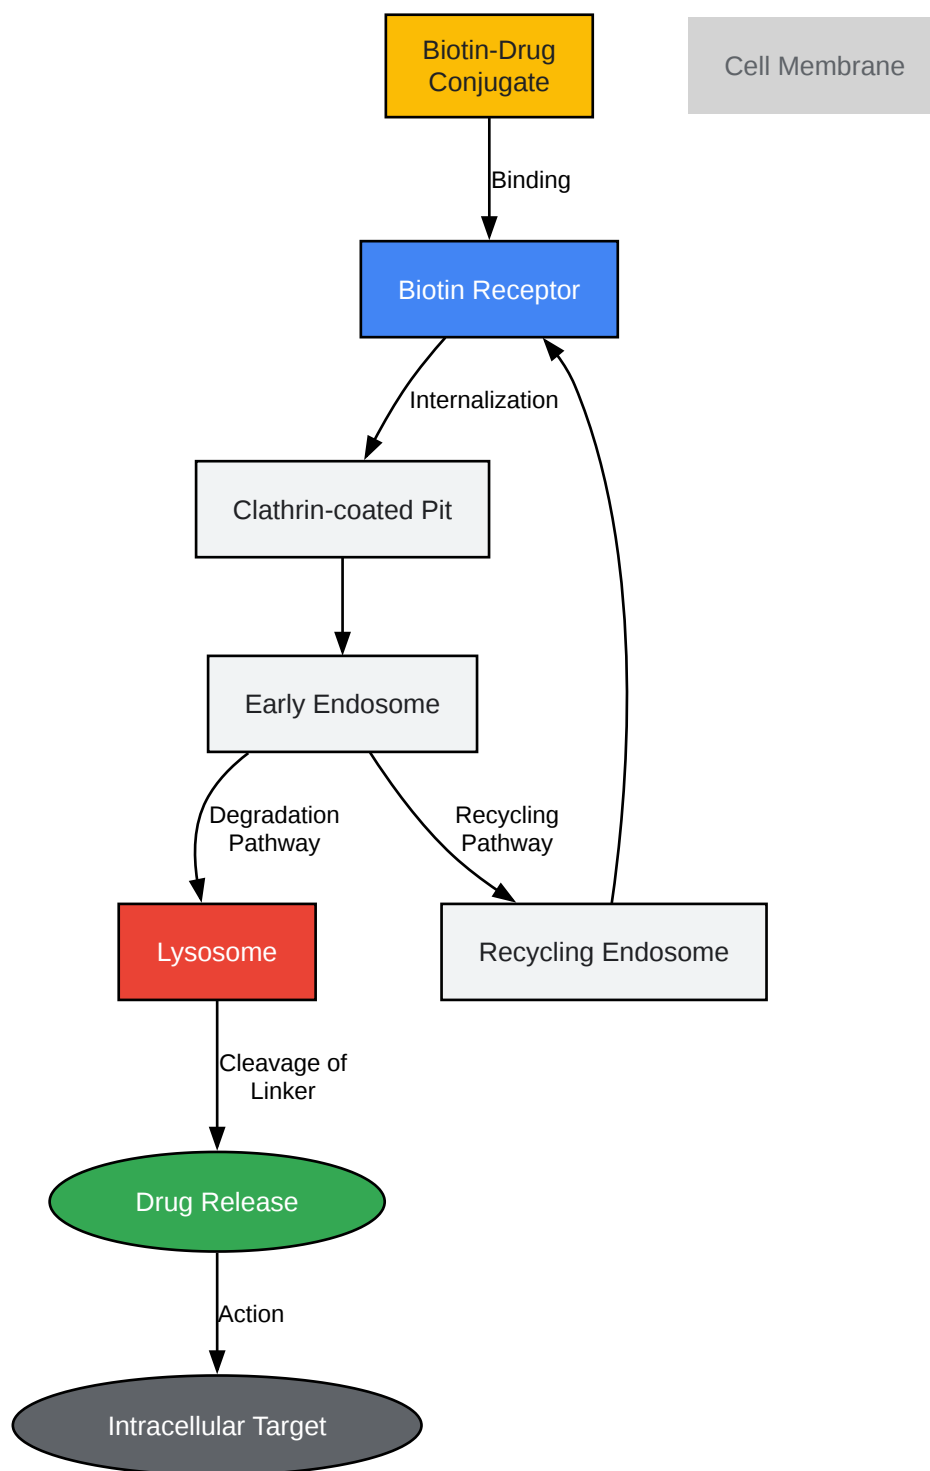 Biotin-Drug
Conjugate
Cell Membrane
Binding
Biotin Receptor
Internalization
Clathrin-coated Pit
Early Endosome
Degradation
Pathway
Recycling
Pathway
Lysosome
Recycling Endosome
Cleavage of
Linker
Drug Release
Action
Intracellular Target